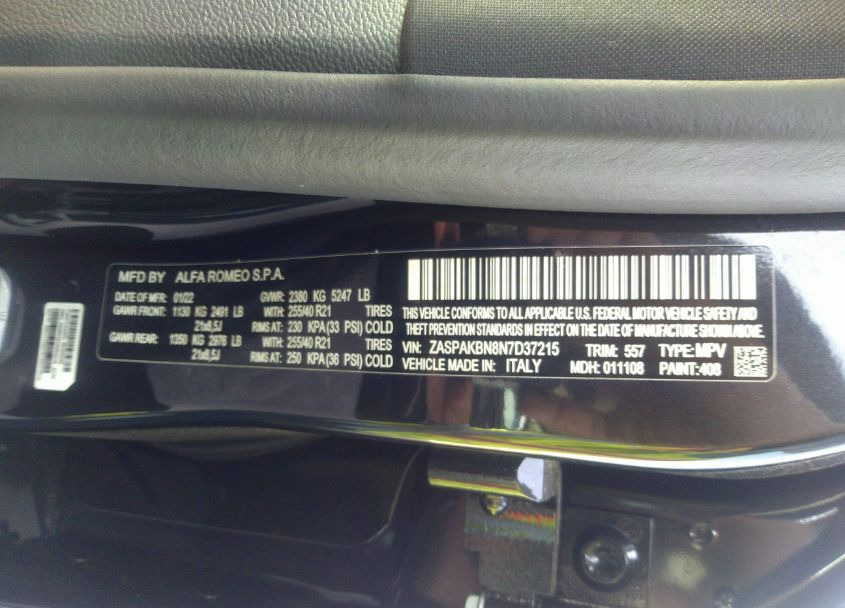 MFD BY ALFA ROMEO S.P.A.
DATE OF MFR: 01/22 GVWR: 2380 KG 5247 LB
GAWR FRONT: 1130 KG 2491 LB WITH: 255/40 R21 TIRES
21x8,5J RIMS AT: 230 KPA(33 PSI) COLD
GAWR REAR: 1350 KG 2976 LB WITH: 255/40 R21 TIRES
21x8,5J RIMS AT: 250 KPA(36 PSI) COLD
THIS VEHICLE CONFORMS TO ALL APPLICABLE U.S. FEDERAL MOTOR VEHICLE SAFETY AND
THEFT PREVENTION STANDARDS IN EFFECT ON THE DATE OF MANUFACTURE SHOWN ABOVE.
VIN: ZASPAKBN8N7D37215 TRIM: 557 TYPE: MPV
VEHICLE MADE IN: ITALY MDH: 011108 PAINT: 408